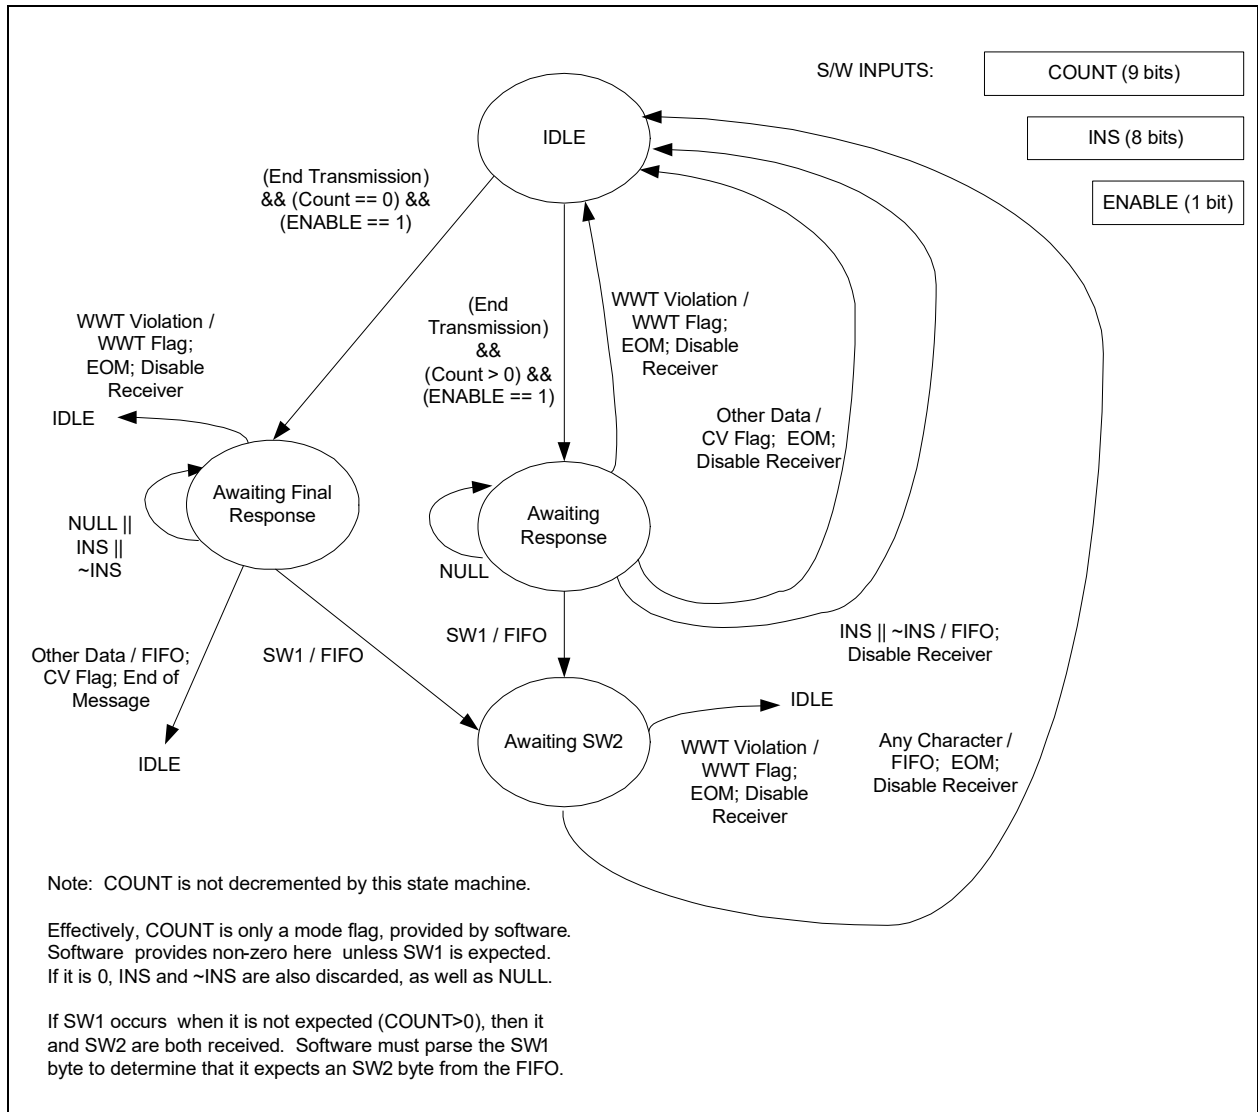 S/W INPUTS:
COUNT (9 bits)
INS (8 bits)
ENABLE (1 bit)
IDLE
(End Transmission)
&& (Count == 0) &&
(ENABLE == 1)
(End
Transmission)
&&
(Count > 0) &&
(ENABLE == 1)
WWT Violation /
WWT Flag;
EOM; Disable
Receiver
WWT Violation /
WWT Flag;
EOM; Disable
Receiver
IDLE
Other Data /
CV Flag;  EOM;
Disable Receiver
Awaiting Final
Response
Awaiting
Response
NULL ||
INS ||
~INS
NULL
Other Data / FIFO;
CV Flag; End of
Message
SW1 / FIFO
SW1 / FIFO
INS || ~INS / FIFO;
Disable Receiver
IDLE
Awaiting SW2
IDLE
WWT Violation /
WWT Flag;
EOM; Disable
Receiver
Any Character /
FIFO;  EOM;
Disable Receiver
Note:  COUNT is not decremented by this state machine.
Effectively, COUNT is only a mode flag, provided by software.
Software  provides non-zero here  unless SW1 is expected.
If it is 0, INS and ~INS are also discarded, as well as NULL.
If SW1 occurs  when it is not expected (COUNT>0), then it
and SW2 are both received.  Software must parse the SW1
byte to determine that it expects an SW2 byte from the FIFO.